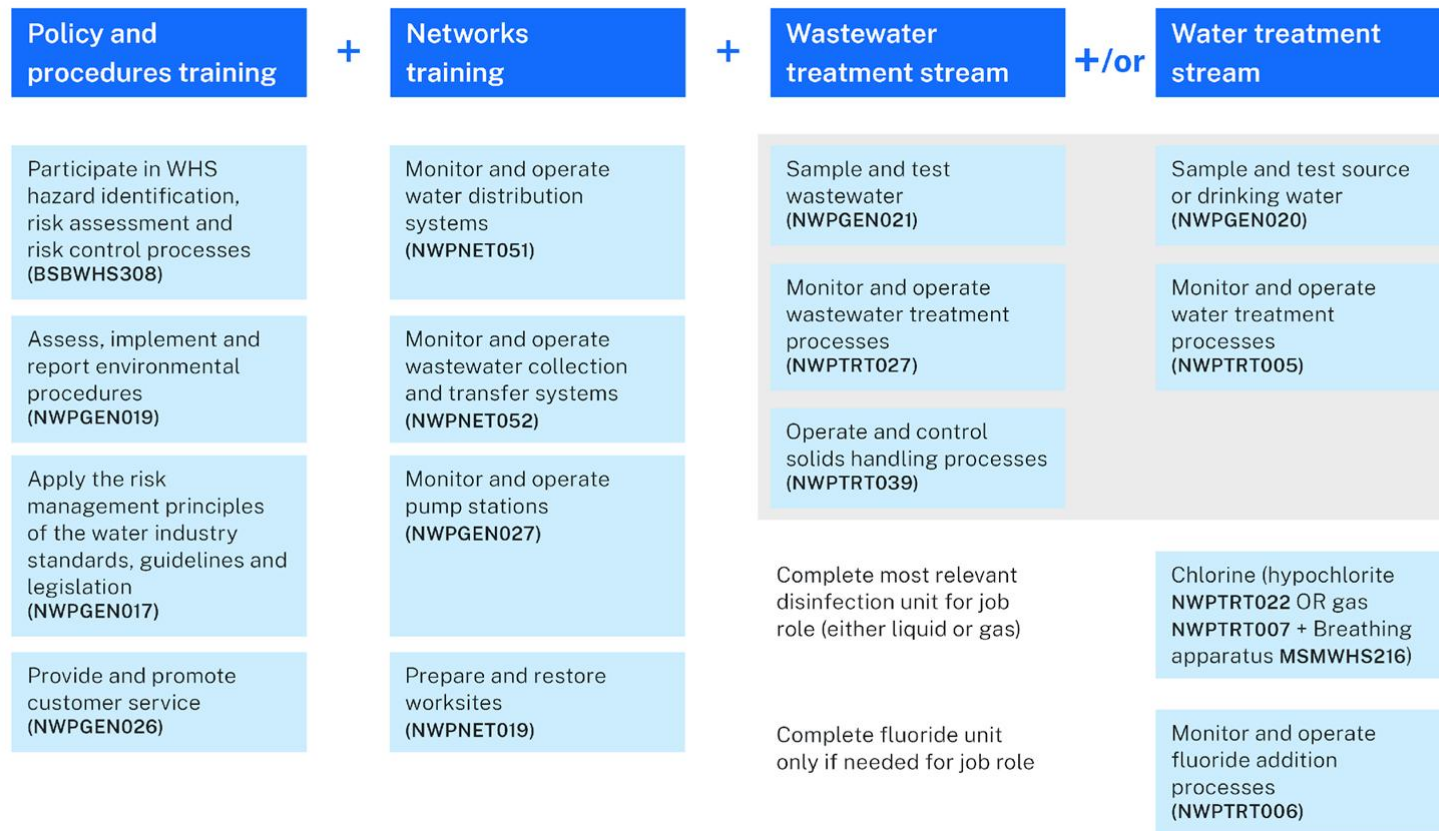 Policy and
procedures training
+
Networks
training
+
Wastewater
treatment stream
+/or
Water treatment
stream
Participate in WHS
hazard identification,
risk assessment and
risk control processes
(BSBWHS308)
Assess, implement and
report environmental
procedures
(NWPGEN019)
Apply the risk
management principles
of the water industry
standards, guidelines and
legislation
(NWPGEN017)
Provide and promote
customer service
(NWPGEN026)
Monitor and operate
water distribution
systems
(NWPNET051)
Monitor and operate
wastewater collection
and transfer systems
(NWPNET052)
Monitor and operate
pump stations
(NWPGEN027)
Prepare and restore
worksites
(NWPNET019)
Sample and test
wastewater
(NWPGEN021)
Monitor and operate
wastewater treatment
processes
(NWPTRT027)
Operate and control
solids handling processes
(NWPTRT039)
Sample and test source
or drinking water
(NWPGEN020)
Monitor and operate
water treatment
processes
(NWPTRT005)
Complete most relevant
disinfection unit for job
role (either liquid or gas)
Chlorine (hypochlorite
NWPTRT022 OR gas
NWPTRT007 + Breathing
apparatus MSMWHS216)
Complete fluoride unit
only if needed for job role
Monitor and operate
fluoride addition
processes
(NWPTRT006)